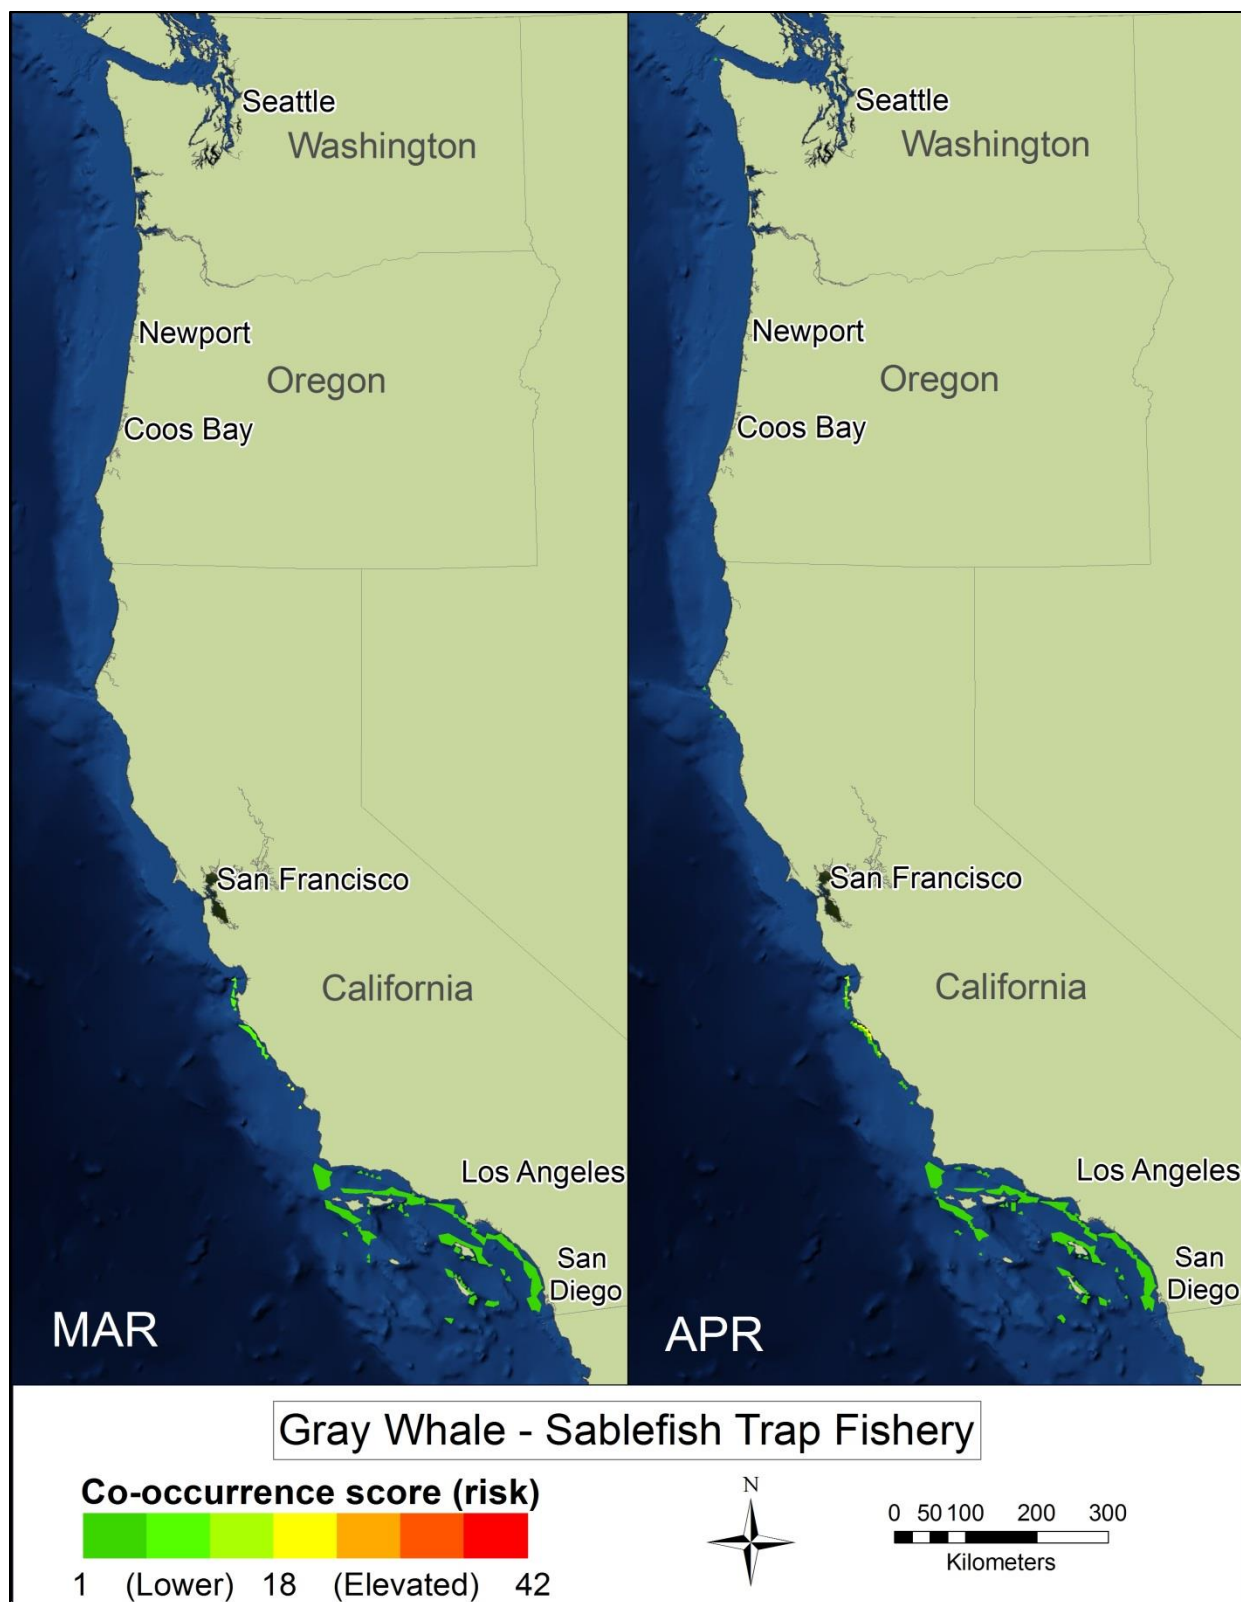 Seattle
Washington
Newport
Oregon
Coos Bay
San Francisco
California
Los Angeles
San
Diego
MAR
Seattle
Washington
Newport
Oregon
Coos Bay
San Francisco
California
Los Angeles
San
Diego
APR
Gray Whale - Sablefish Trap Fishery
Co-occurrence score (risk)
1 (Lower) 18 (Elevated) 42
N
0 50 100 200 300
Kilometers